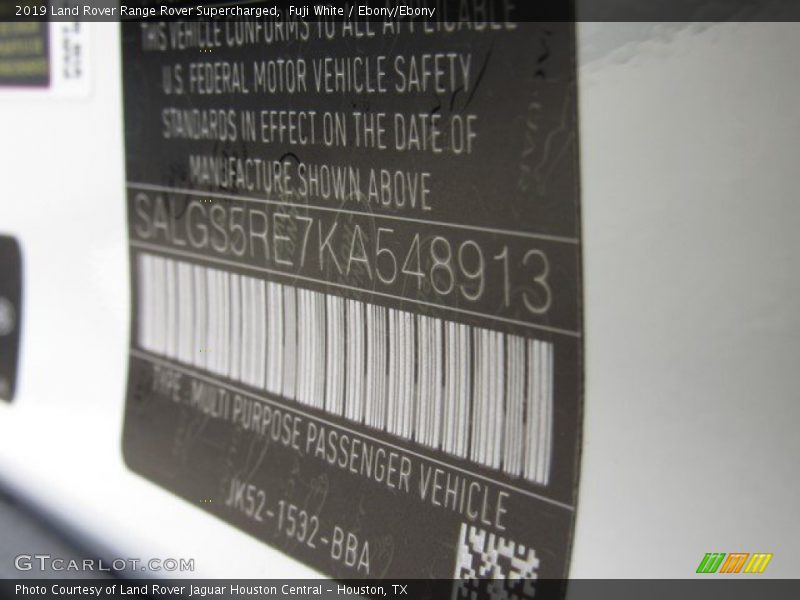 2019 Land Rover Range Rover Supercharged,  Fuji White / Ebony/Ebony
THIS VEHICLE CONFORMS TO ALL APPLICABLE
U.S. FEDERAL MOTOR VEHICLE SAFETY
STANDARDS IN EFFECT ON THE DATE OF
MANUFACTURE SHOWN ABOVE
SALGS5RE7KA548913
TYPE: MULTI PURPOSE PASSENGER VEHICLE
JK52-1532-BBA
GTCARLOT.COM
Photo Courtesy of Land Rover Jaguar Houston Central - Houston, TX